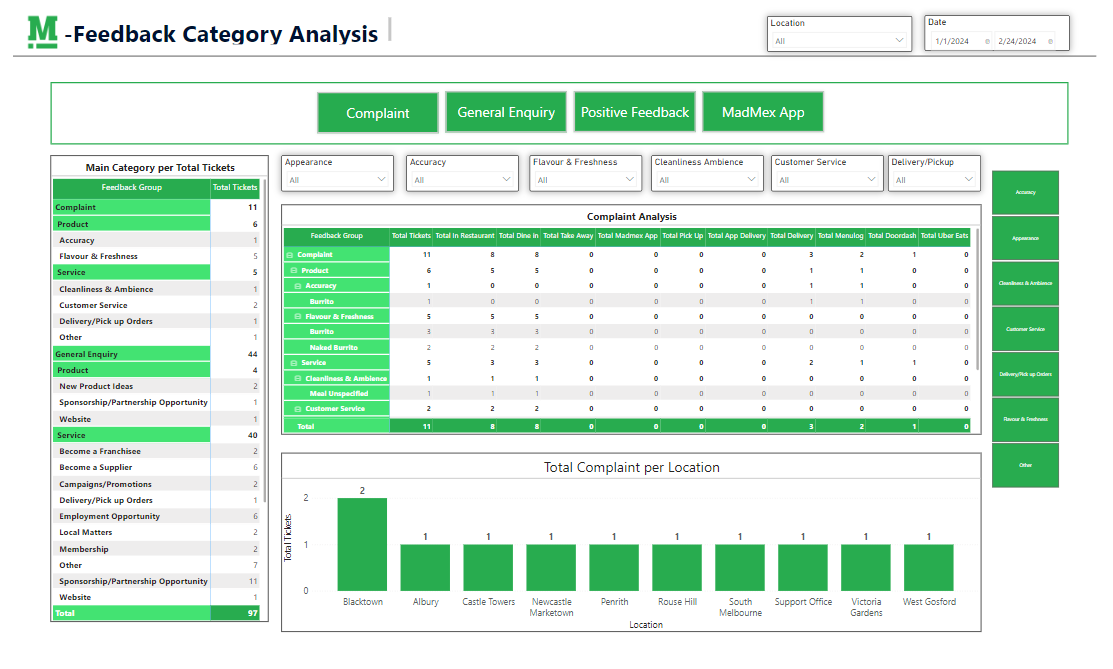 M -Feedback Category Analysis
Location
All
Date
1/1/2024 2/24/2024
Complaint General Enquiry Positive Feedback MadMex App
Main Category per Total Tickets
Feedback Group Total Tickets
Complaint 11
Product 6
Accuracy 1
Flavour & Freshness 5
Service 5
Cleanliness & Ambience 1
Customer Service 2
Delivery/Pick up Orders 1
Other 1
General Enquiry 44
Product 4
New Product Ideas 2
Sponsorship/Partnership Opportunity 1
Website 1
Service 40
Become a Franchisee 2
Become a Supplier 6
Campaigns/Promotions 2
Delivery/Pick up Orders 1
Employment Opportunity 6
Local Matters 2
Membership 2
Other 7
Sponsorship/Partnership Opportunity 11
Website 1
Total 97
Appearance
All
Accuracy
All
Flavour & Freshness
All
Cleanliness Ambience
All
Customer Service
All
Delivery/Pickup
All
Complaint Analysis
Feedback Group Total Tickets Total In Restaurant Total Dine In Total Take Away Total Madmex App Total Pick Up Total App Delivery Total Delivery Total Menulog Total Doordash Total Uber Eats
Complaint 11 8 8 0 0 0 0 3 2 1 0
Product 6 5 5 0 0 0 0 1 1 0 0
Accuracy 1 0 0 0 0 0 0 1 1 0 0
Burrito 1 0 0 0 0 0 0 1 1 0 0
Flavour & Freshness 5 5 5 0 0 0 0 0 0 0 0
Burrito 3 3 3 0 0 0 0 0 0 0 0
Naked Burrito 2 2 2 0 0 0 0 0 0 0 0
Service 5 3 3 0 0 0 0 2 1 1 0
Cleanliness & Ambience 1 1 1 0 0 0 0 0 0 0 0
Meal Unspecified 1 1 1 0 0 0 0 0 0 0 0
Customer Service 2 2 2 0 0 0 0 0 0 0 0
Total 11 8 8 0 0 0 0 3 2 1 0
Accuracy
Appearance
Cleanliness & Ambience
Customer Service
Delivery/Pick up Orders
Flavour & Freshness
Other
Total Complaint per Location
Total Tickets
2
1
0
2 1 1 1 1 1 1 1 1 1
Blacktown Albury Castle Towers Newcastle Marketown Penrith Rouse Hill South Melbourne Support Office Victoria Gardens West Gosford
Location